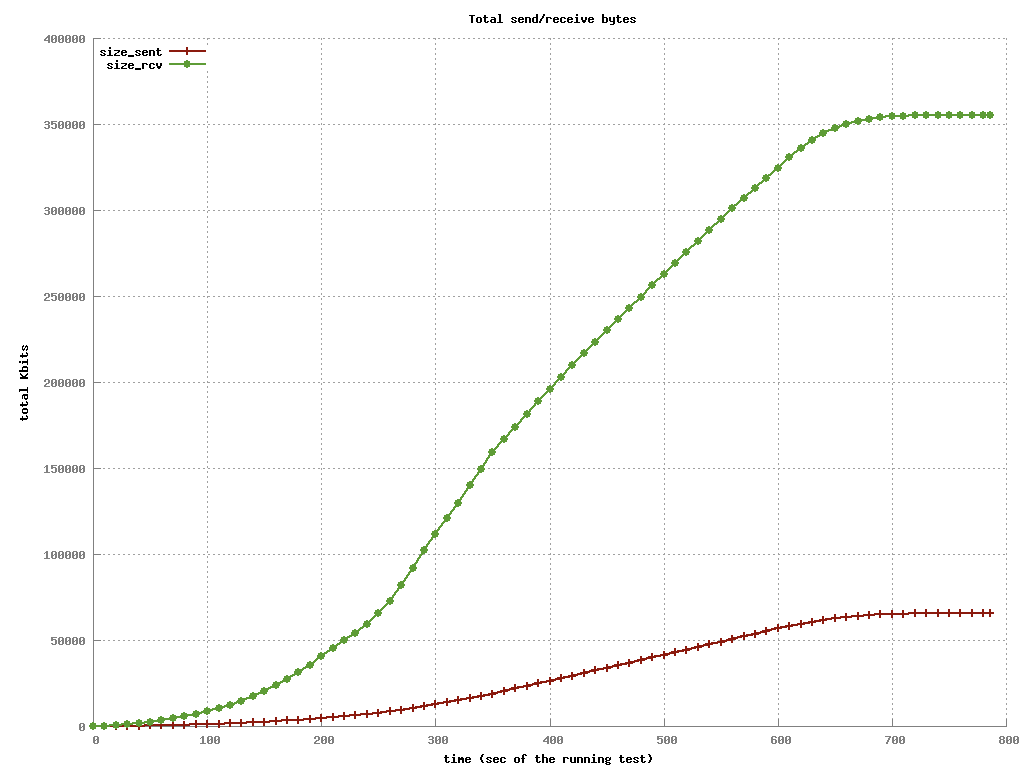 Total send/receive bytes
400000
size_sent
size_rcv
350000
300000
250000
200000
150000
100000
50000
0
total Kbits
0 100 200 300 400 500 600 700 800
time (sec of the running test)